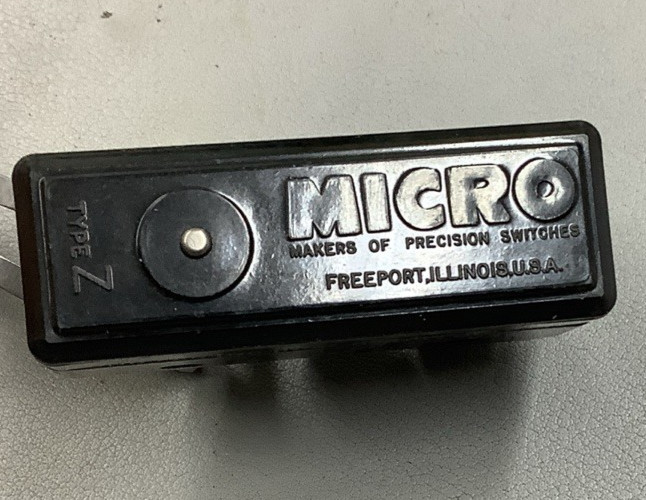 TYPE Z
MICRO
MAKERS OF PRECISION SWITCHES
FREEPORT,ILLINOIS,U.S.A.